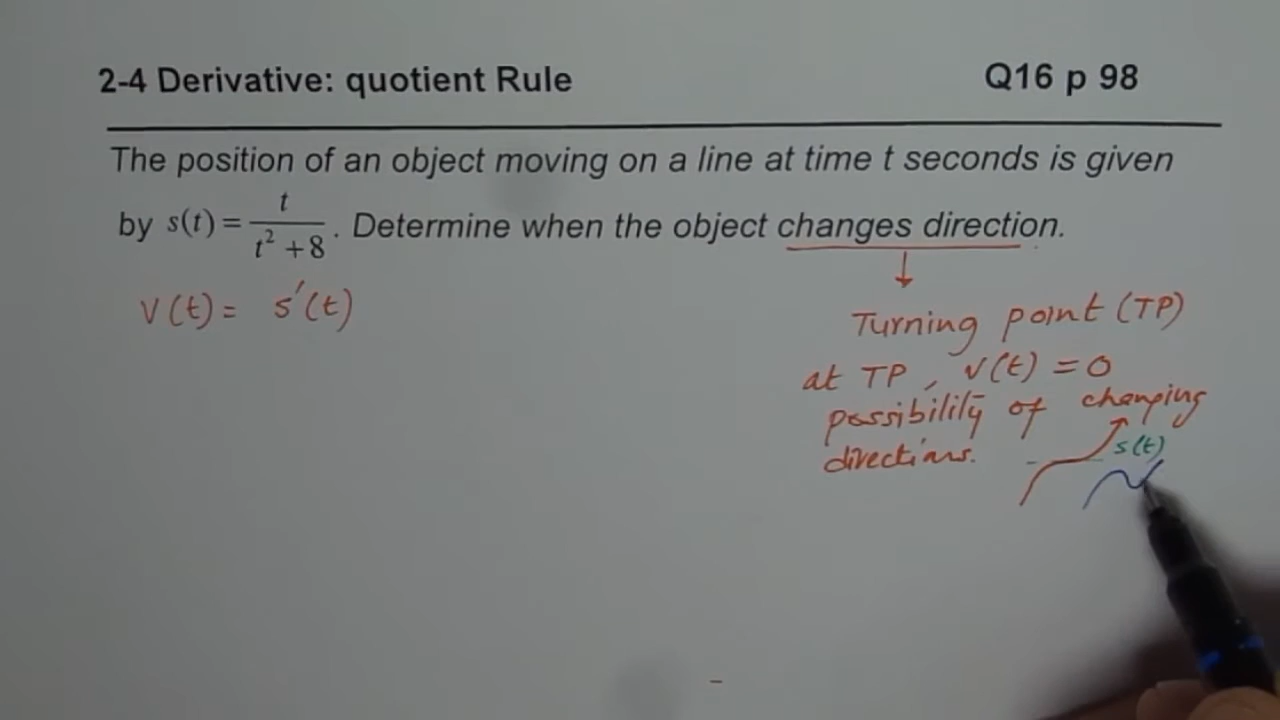 2-4 Derivative: quotient Rule Q16 p 98
The position of an object moving on a line at time t seconds is given
by s(t) = t / (t² + 8). Determine when the object changes direction.
v(t) = s'(t)
Turning point (TP)
at TP, v(t) = 0
possibility of changing
directions.
s(t)